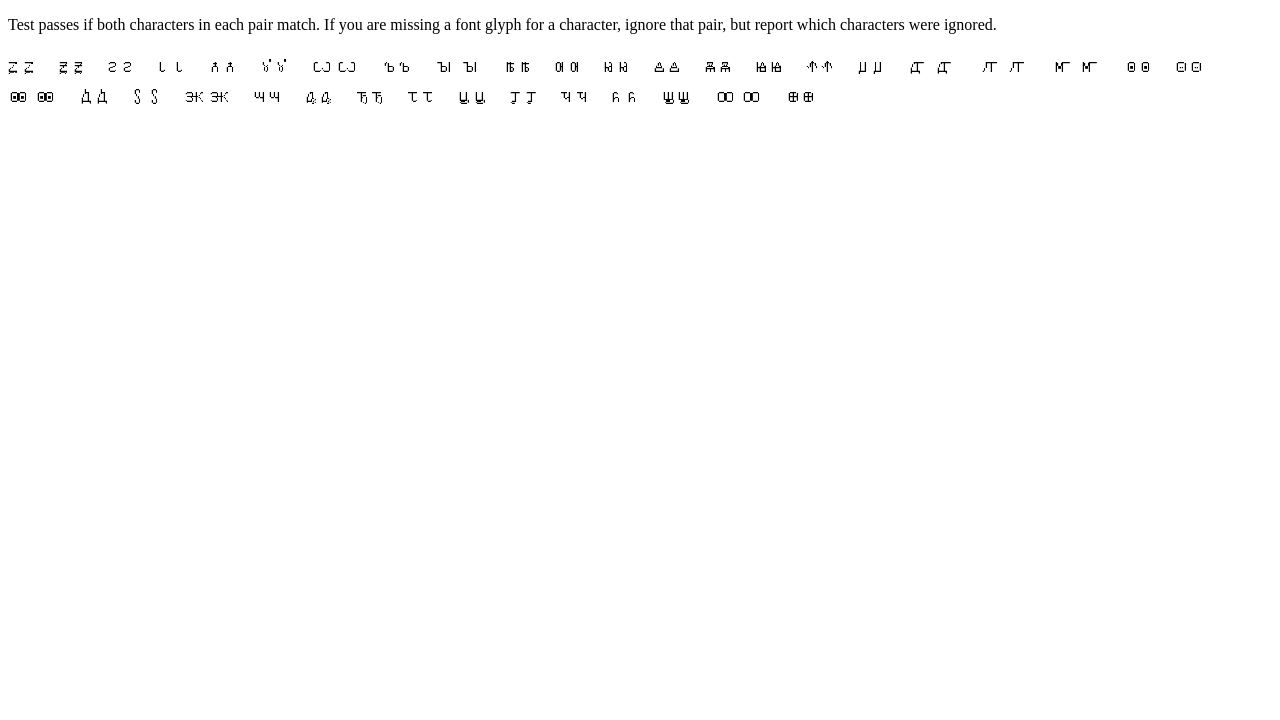 Test passes if both characters in each pair match. If you are missing a font glyph for a character, ignore that pair, but report which characters were ignored.
ꙁ ꙁ ꙃ ꙃ ꙅ ꙅ ꙇ ꙇ ꙉ ꙉ ꙋ ꙋ ꙍ ꙍ ꙏ ꙏ ꙑ ꙑ ꙓ ꙓ ꙕ ꙕ ꙗ ꙗ ꙙ ꙙ ꙛ ꙛ ꙝ ꙝ ꙟ ꙟ ꙡ ꙡ ꙣ ꙣ ꙥ ꙥ ꙧ ꙧ ꙩ ꙩ ꙫ ꙫ
ꙭ ꙭ ꚁ ꚁ ꚃ ꚃ ꚅ ꚅ ꚇ ꚇ ꚉ ꚉ ꚋ ꚋ ꚍ ꚍ ꚏ ꚏ ꚑ ꚑ ꚓ ꚓ ꚕ ꚕ ꚗ ꚗ ꚙ ꚙ ꚛ ꚛ